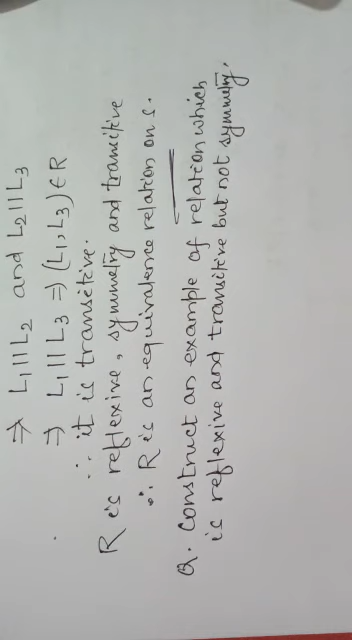 ⇒ L₁ || L₂ and L₂ || L₃
⇒ L₁ || L₃ ⇒ (L₁, L₃) ∈ R
∴ it is transitive.
R is reflexive, symmetry and transitive
∴ R is an equivalence relation on s.
Q. Construct an example of relation which
is reflexive and transitive but not symmetry.